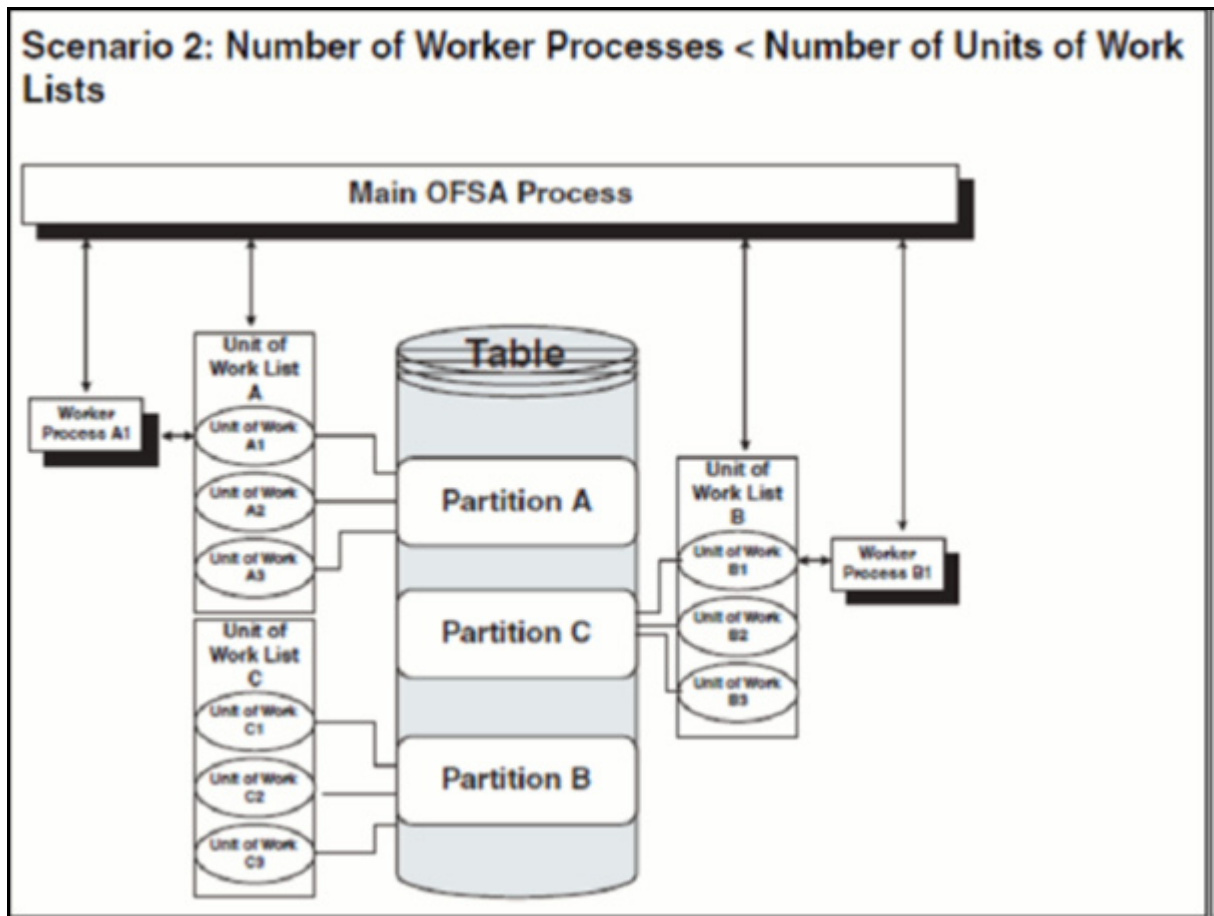 Scenario 2: Number of Worker Processes < Number of Units of Work
Lists
Main OFSA Process
Unit of
Work List
A
Worker
Process A1
Unit of Work
A1
Unit of Work
A2
Unit of Work
A3
Unit of
Work List
C
Unit of Work
C1
Unit of Work
C2
Unit of Work
C3
Table
Partition A
Partition C
Partition B
Unit of
Work List
B
Unit of Work
B1
Unit of Work
B2
Unit of Work
B3
Worker
Process B1